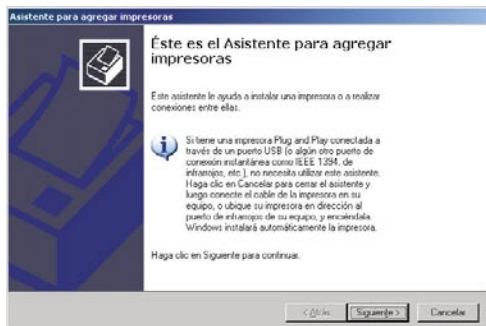 Asistente para agregar impresoras
Éste es el Asistente para agregar
impresoras
Este asistente le ayuda a instalar una impresora o a realizar
conexiones entre ellas.
Si tiene una impresora Plug and Play conectada a
través de un puerto USB (o algún otro puerto de
conexión instantánea como IEEE 1394, de
infrarrojos, etc.), no necesita utilizar este asistente.
Haga clic en Cancelar para cerrar el asistente y
luego conecte el cable de la impresora en su
equipo, o ubique su impresora en dirección al
puerto de infrarrojos de su equipo, y enciéndala.
Windows instalará automáticamente la impresora.
Haga clic en Siguiente para continuar.
< Atrás Siguiente > Cancelar